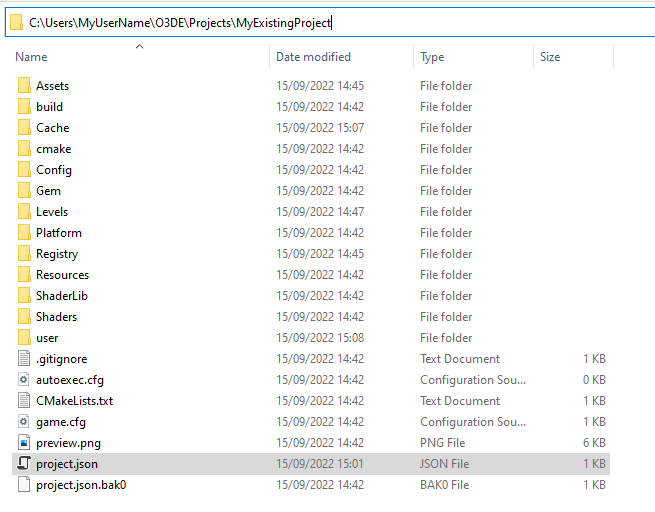 C:\Users\MyUserName\O3DE\Projects\MyExistingProject
Name Date modified Type Size
Assets 15/09/2022 14:45 File folder
build 15/09/2022 14:42 File folder
Cache 15/09/2022 15:07 File folder
cmake 15/09/2022 14:42 File folder
Config 15/09/2022 14:42 File folder
Gem 15/09/2022 14:42 File folder
Levels 15/09/2022 14:47 File folder
Platform 15/09/2022 14:42 File folder
Registry 15/09/2022 14:45 File folder
Resources 15/09/2022 14:42 File folder
ShaderLib 15/09/2022 14:42 File folder
Shaders 15/09/2022 14:42 File folder
user 15/09/2022 15:08 File folder
.gitignore 15/09/2022 14:42 Text Document 1 KB
autoexec.cfg 15/09/2022 14:42 Configuration Sou... 0 KB
CMakeLists.txt 15/09/2022 14:42 Text Document 1 KB
game.cfg 15/09/2022 14:42 Configuration Sou... 1 KB
preview.png 15/09/2022 14:42 PNG File 6 KB
project.json 15/09/2022 15:01 JSON File 1 KB
project.json.bak0 15/09/2022 14:42 BAK0 File 1 KB